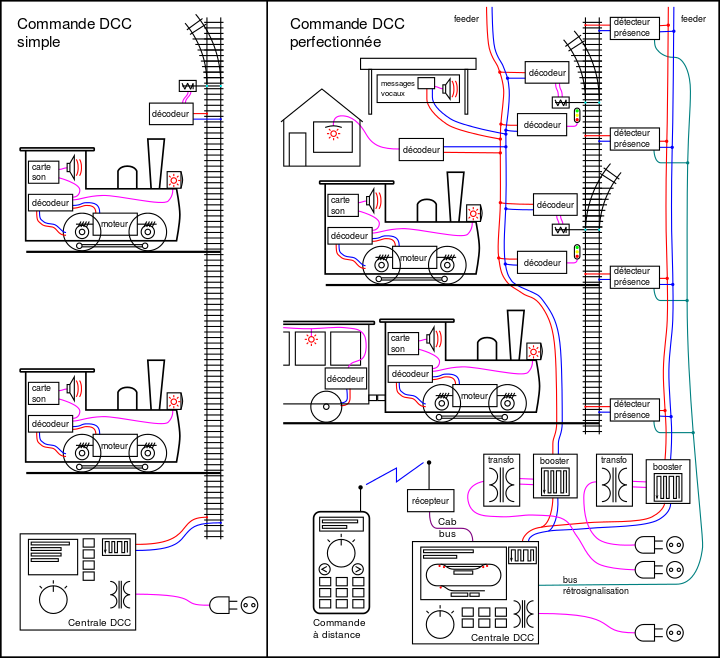 Commande DCC
simple
décodeur
carte
son
décodeur
moteur
carte
son
décodeur
moteur
Centrale DCC
Commande DCC
perfectionnée
feeder
feeder
détecteur
présence
décodeur
messages
vocaux
décodeur
détecteur
présence
décodeur
carte
son
décodeur
moteur
décodeur
décodeur
détecteur
présence
carte
son
décodeur
décodeur
moteur
détecteur
présence
transfo
booster
transfo
booster
récepteur
Cab
bus
bus
rétrosignalisation
Commande
à distance
Centrale DCC